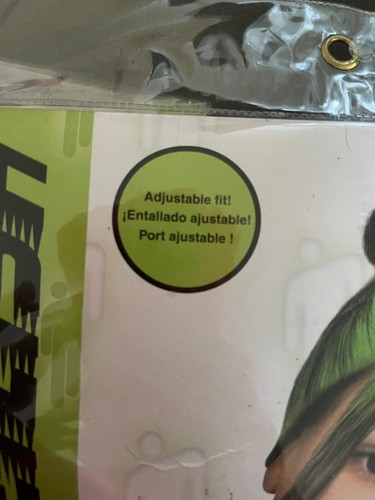 Adjustable fit!
¡Entallado ajustable!
Port ajustable !